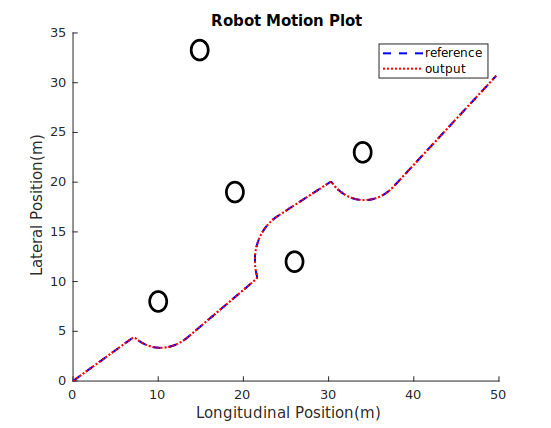 Robot Motion Plot
reference
output
35
30
25
20
15
10
5
0
Lateral Position(m)
0 10 20 30 40 50
Longitudinal Position(m)